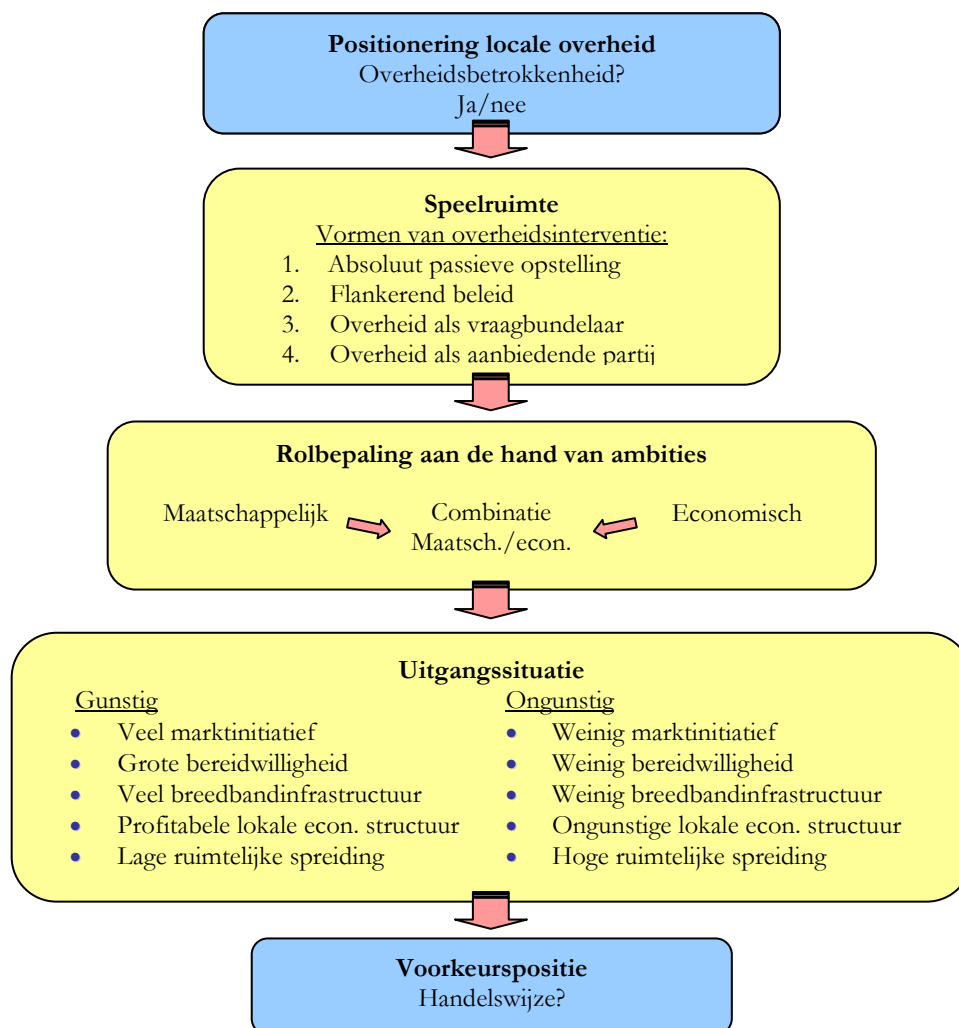 Positionering locale overheid
Overheidsbetrokkenheid?
Ja/nee
Speelruimte
Vormen van overheidsinterventie:
1. Absoluut passieve opstelling
2. Flankerend beleid
3. Overheid als vraagbundelaar
4. Overheid als aanbiedende partij
Rolbepaling aan de hand van ambities
Maatschappelijk
Combinatie
Maatsch./econ.
Economisch
Uitgangssituatie
Gunstig
• Veel marktinitiatief
• Grote bereidwilligheid
• Veel breedbandinfrastructuur
• Profitabele lokale econ. structuur
• Lage ruimtelijke spreiding
Ongunstig
• Weinig marktinitiatief
• Weinig bereidwilligheid
• Weinig breedbandinfrastructuur
• Ongunstige lokale econ. structuur
• Hoge ruimtelijke spreiding
Voorkeurspositie
Handelswijze?